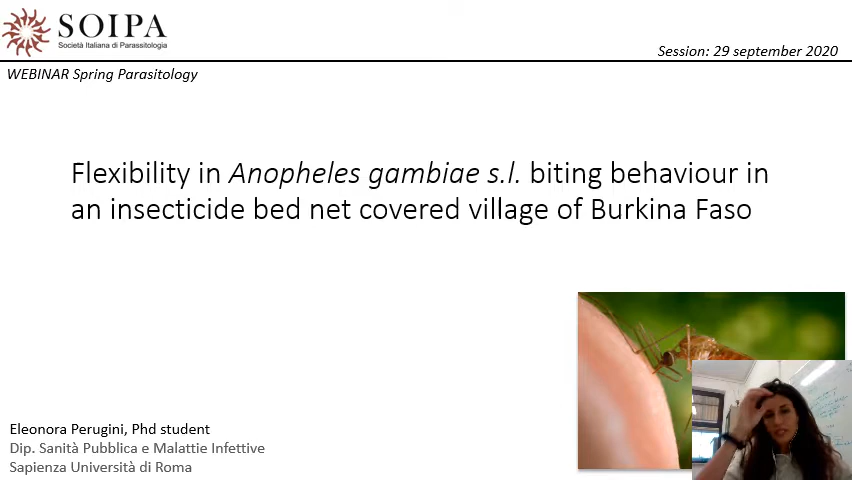 SOIPA
Società Italiana di Parassitologia
Session: 29 september 2020
WEBINAR Spring Parasitology
Flexibility in Anopheles gambiae s.l. biting behaviour in
an insecticide bed net covered village of Burkina Faso
Eleonora Perugini, Phd student
Dip. Sanità Pubblica e Malattie Infettive
Sapienza Università di Roma